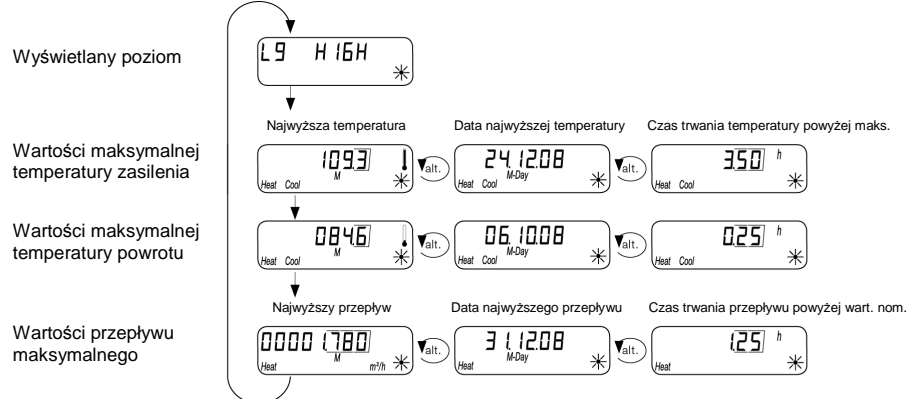 Wyświetlany poziom
L9 HIGH
Najwyższa temperatura Data najwyższej temperatury Czas trwania temperatury powyżej maks.
Wartości maksymalnej
temperatury zasilenia
109.3 M Heat Cool alt. 24.12.08 M-Day Heat Cool alt. 3.50 h Heat Cool
Wartości maksymalnej
temperatury powrotu
084.6 M Heat Cool alt. 06.10.08 M-Day Heat Cool alt. 0.25 h Heat Cool
Najwyższy przepływ Data najwyższego przepływu Czas trwania przepływu powyżej wart. nom.
Wartości przepływu
maksymalnego
00001.780 M Heat m³/h alt. 31.12.08 M-Day Heat alt. 1.25 h Heat